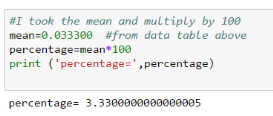 #I took the mean and multiply by 100
mean=0.033300  #from data table above
percentage=mean*100
print ('percentage=',percentage)
percentage= 3.3300000000000005